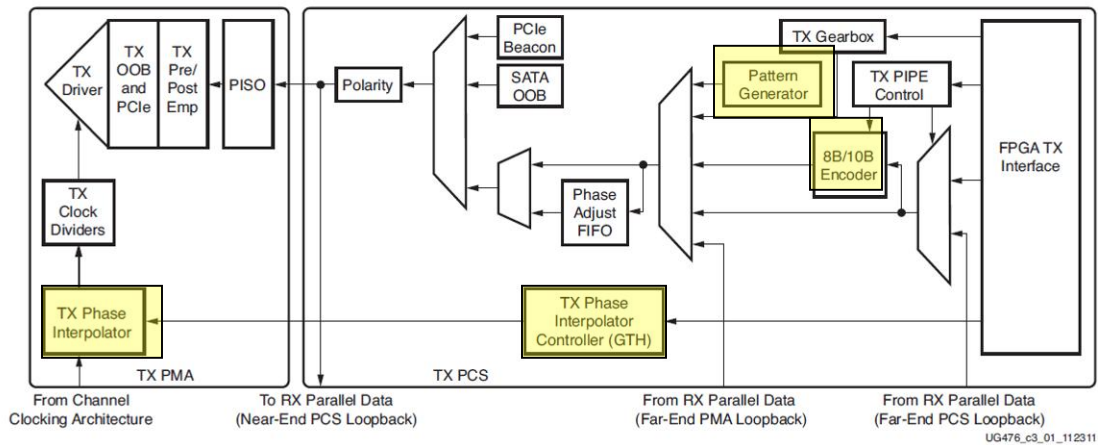 TX
Driver
TX
OOB
and
PCIe
TX
Pre/
Post
Emp
PISO
Polarity
PCIe
Beacon
SATA
OOB
TX Gearbox
Pattern
Generator
TX PIPE
Control
8B/10B
Encoder
FPGA TX
Interface
Phase
Adjust
FIFO
TX
Clock
Dividers
TX Phase
Interpolator
TX Phase
Interpolator
Controller (GTH)
TX PMA
TX PCS
From Channel
Clocking Architecture
To RX Parallel Data
(Near-End PCS Loopback)
From RX Parallel Data
(Far-End PMA Loopback)
From RX Parallel Data
(Far-End PCS Loopback)
UG476_c3_01_112311